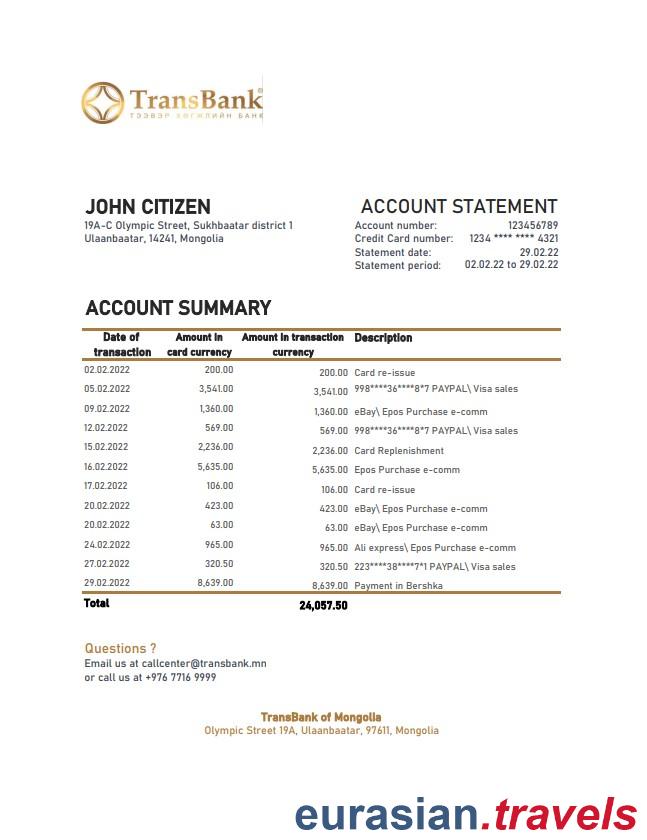 TransBank®
ТЭЭВЭР ХӨГЖЛИЙН БАНК
JOHN CITIZEN
19A-C Olympic Street, Sukhbaatar district 1
Ulaanbaatar, 14241, Mongolia
ACCOUNT STATEMENT
Account number: 123456789
Credit Card number: 1234 **** **** 4321
Statement date: 29.02.22
Statement period: 02.02.22 to 29.02.22
ACCOUNT SUMMARY
Date of transaction Amount in card currency Amount in transaction currency Description
02.02.2022 200.00 200.00 Card re-issue
05.02.2022 3,541.00 3,541.00 998****36****8*7 PAYPAL\ Visa sales
09.02.2022 1,360.00 1,360.00 eBay\ Epos Purchase e-comm
12.02.2022 569.00 569.00 998****36****8*7 PAYPAL\ Visa sales
15.02.2022 2,236.00 2,236.00 Card Replenishment
16.02.2022 5,635.00 5,635.00 Epos Purchase e-comm
17.02.2022 106.00 106.00 Card re-issue
20.02.2022 423.00 423.00 eBay\ Epos Purchase e-comm
20.02.2022 63.00 63.00 eBay\ Epos Purchase e-comm
24.02.2022 965.00 965.00 Ali express\ Epos Purchase e-comm
27.02.2022 320.50 320.50 223****38****7*1 PAYPAL\ Visa sales
29.02.2022 8,639.00 8,639.00 Payment in Bershka
Total 24,057.50
Questions ?
Email us at callcenter@transbank.mn
or call us at +976 7716 9999
TransBank of Mongolia
Olympic Street 19A, Ulaanbaatar, 97611, Mongolia
eurasian.travels